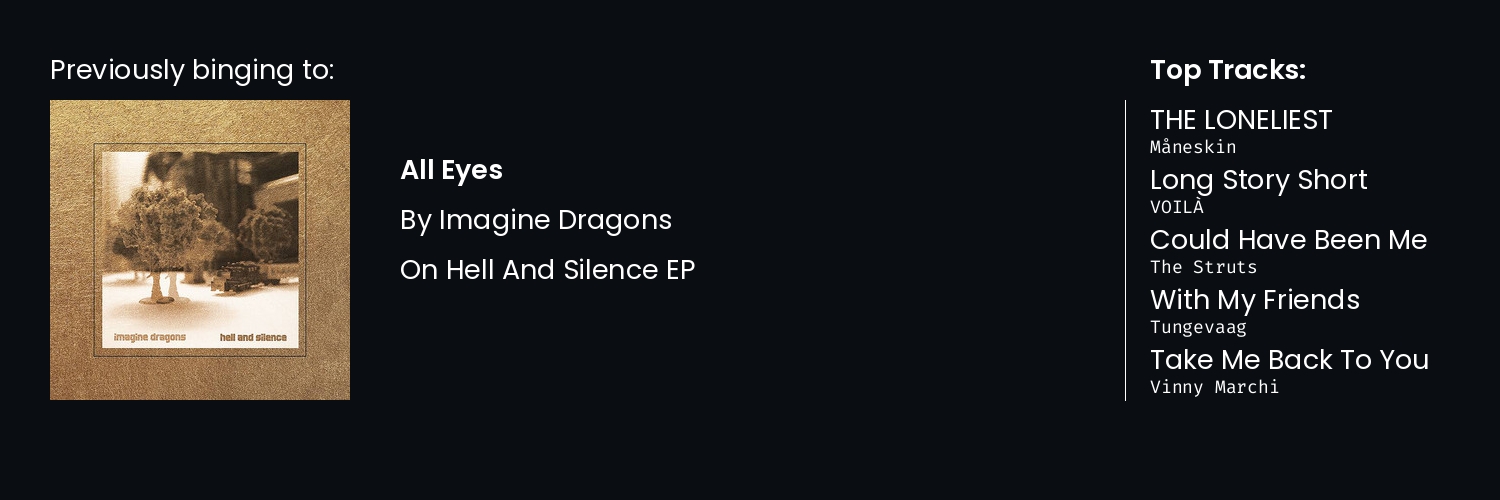 Previously binging to:
imagine dragons
hell and silence
All Eyes
By Imagine Dragons
On Hell And Silence EP
Top Tracks:
THE LONELIEST
Måneskin
Long Story Short
VOILÀ
Could Have Been Me
The Struts
With My Friends
Tungevaag
Take Me Back To You
Vinny Marchi